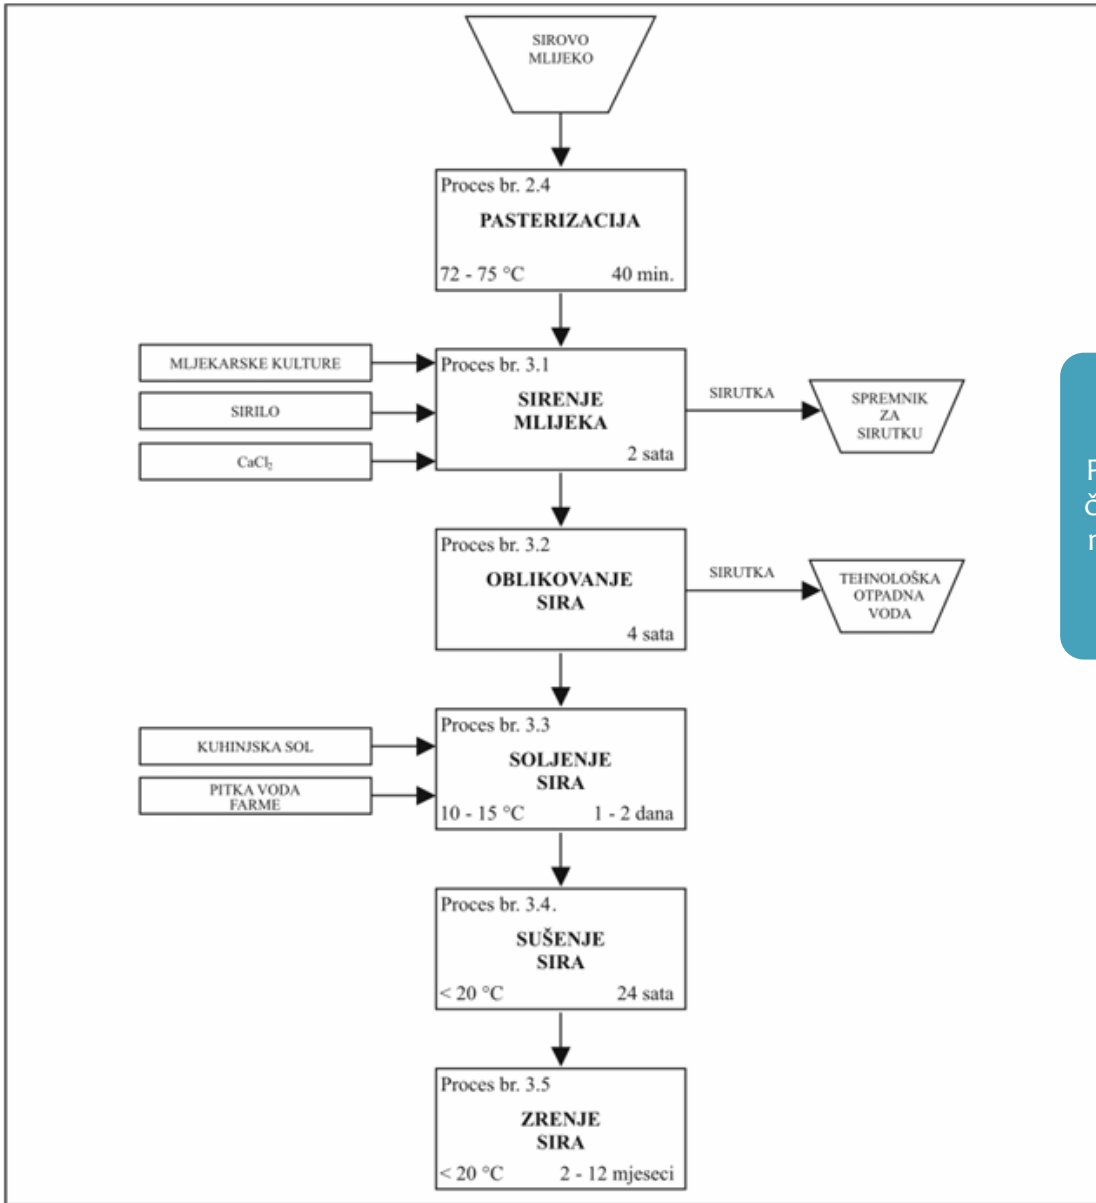 SIROVO
MLIJEKO
Proces br. 2.4
PASTERIZACIJA
72 - 75 °C 40 min.
MLJEKARSKE KULTURE
SIRILO
CaCl₂
Proces br. 3.1
SIRENJE
MLIJEKA
2 sata
SIRUTKA
SPREMNIK
ZA
SIRUTKU
Proces br. 3.2
OBLIKOVANJE
SIRA
4 sata
SIRUTKA
TEHNOLOŠKA
OTPADNA
VODA
KUHINJSKA SOL
PITKA VODA
FARME
Proces br. 3.3
SOLJENJE
SIRA
10 - 15 °C 1 - 2 dana
Proces br. 3.4.
SUŠENJE
SIRA
< 20 °C 24 sata
Proces br. 3.5
ZRENJE
SIRA
< 20 °C 2 - 12 mjeseci